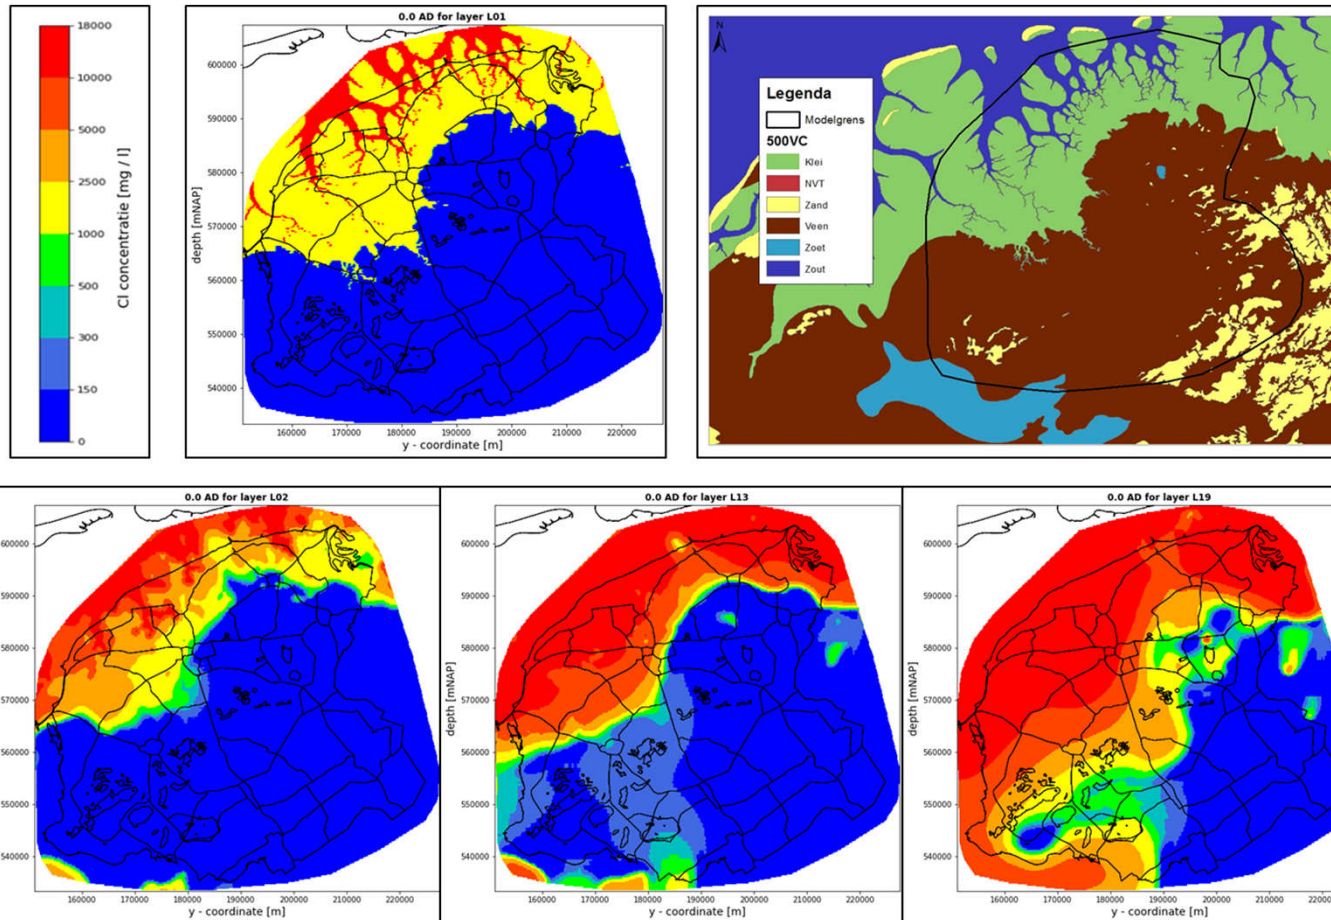 18000
10000
5000
2500
1000
500
300
150
0
Cl concentratie [mg / l]
0.0 AD for layer L01
600000
590000
580000
570000
560000
550000
540000
depth [mNAP]
160000 170000 180000 190000 200000 210000 220000
y - coordinate [m]
N
Legenda
Modelgrens
500VC
Klei
NVT
Zand
Veen
Zoet
Zout
0.0 AD for layer L02
600000
590000
580000
570000
560000
550000
540000
160000 170000 180000 190000 200000 210000 220000
y - coordinate [m]
0.0 AD for layer L13
600000
590000
580000
570000
560000
550000
540000
depth [mNAP]
160000 170000 180000 190000 200000 210000 220000
y - coordinate [m]
0.0 AD for layer L19
600000
590000
580000
570000
560000
550000
540000
depth [mNAP]
160000 170000 180000 190000 200000 210000
y - coordinate [m]